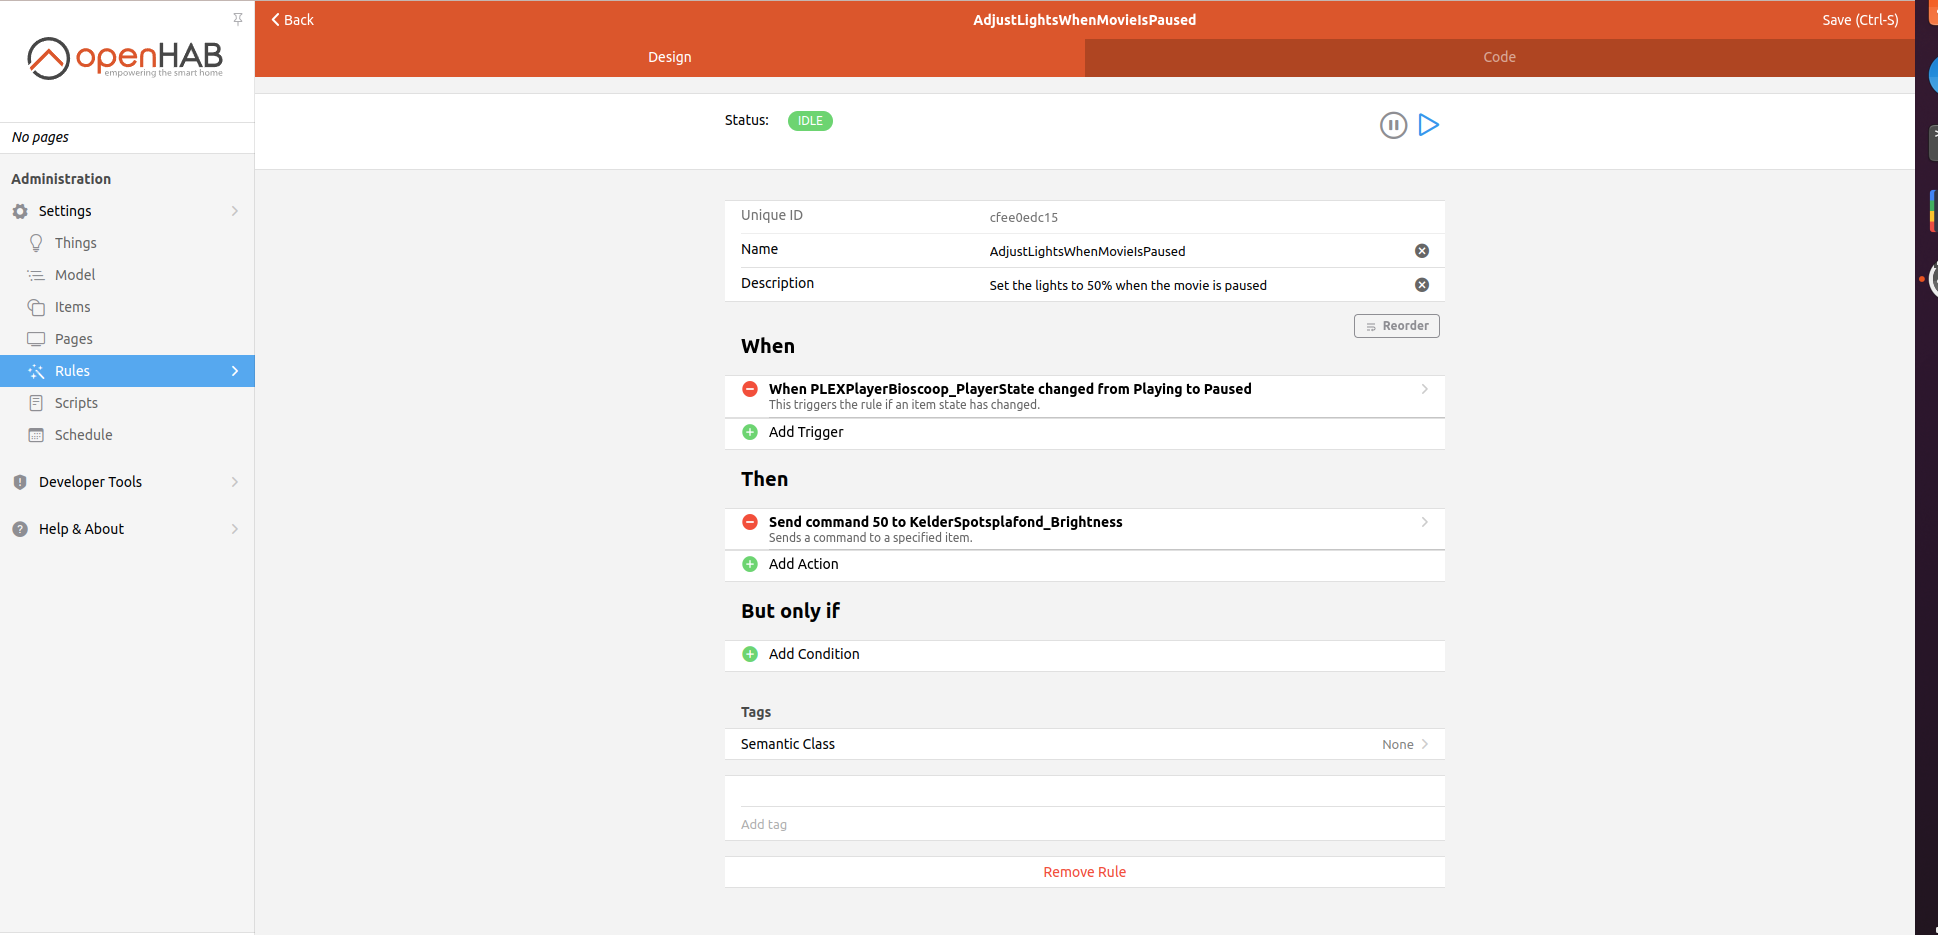 openHAB
empowering the smart home
No pages
Administration
Settings
Things
Model
Items
Pages
Rules
Scripts
Schedule
Developer Tools
Help & About
Back
AdjustLightsWhenMovieIsPaused
Save (Ctrl-S)
Design
Code
Status: IDLE
Unique ID cfee0edc15
Name AdjustLightsWhenMovieIsPaused
Description Set the lights to 50% when the movie is paused
Reorder
When
When PLEXPlayerBioscoop_PlayerState changed from Playing to Paused
This triggers the rule if an item state has changed.
Add Trigger
Then
Send command 50 to KelderSpotsplafond_Brightness
Sends a command to a specified item.
Add Action
But only if
Add Condition
Tags
Semantic Class None
Add tag
Remove Rule